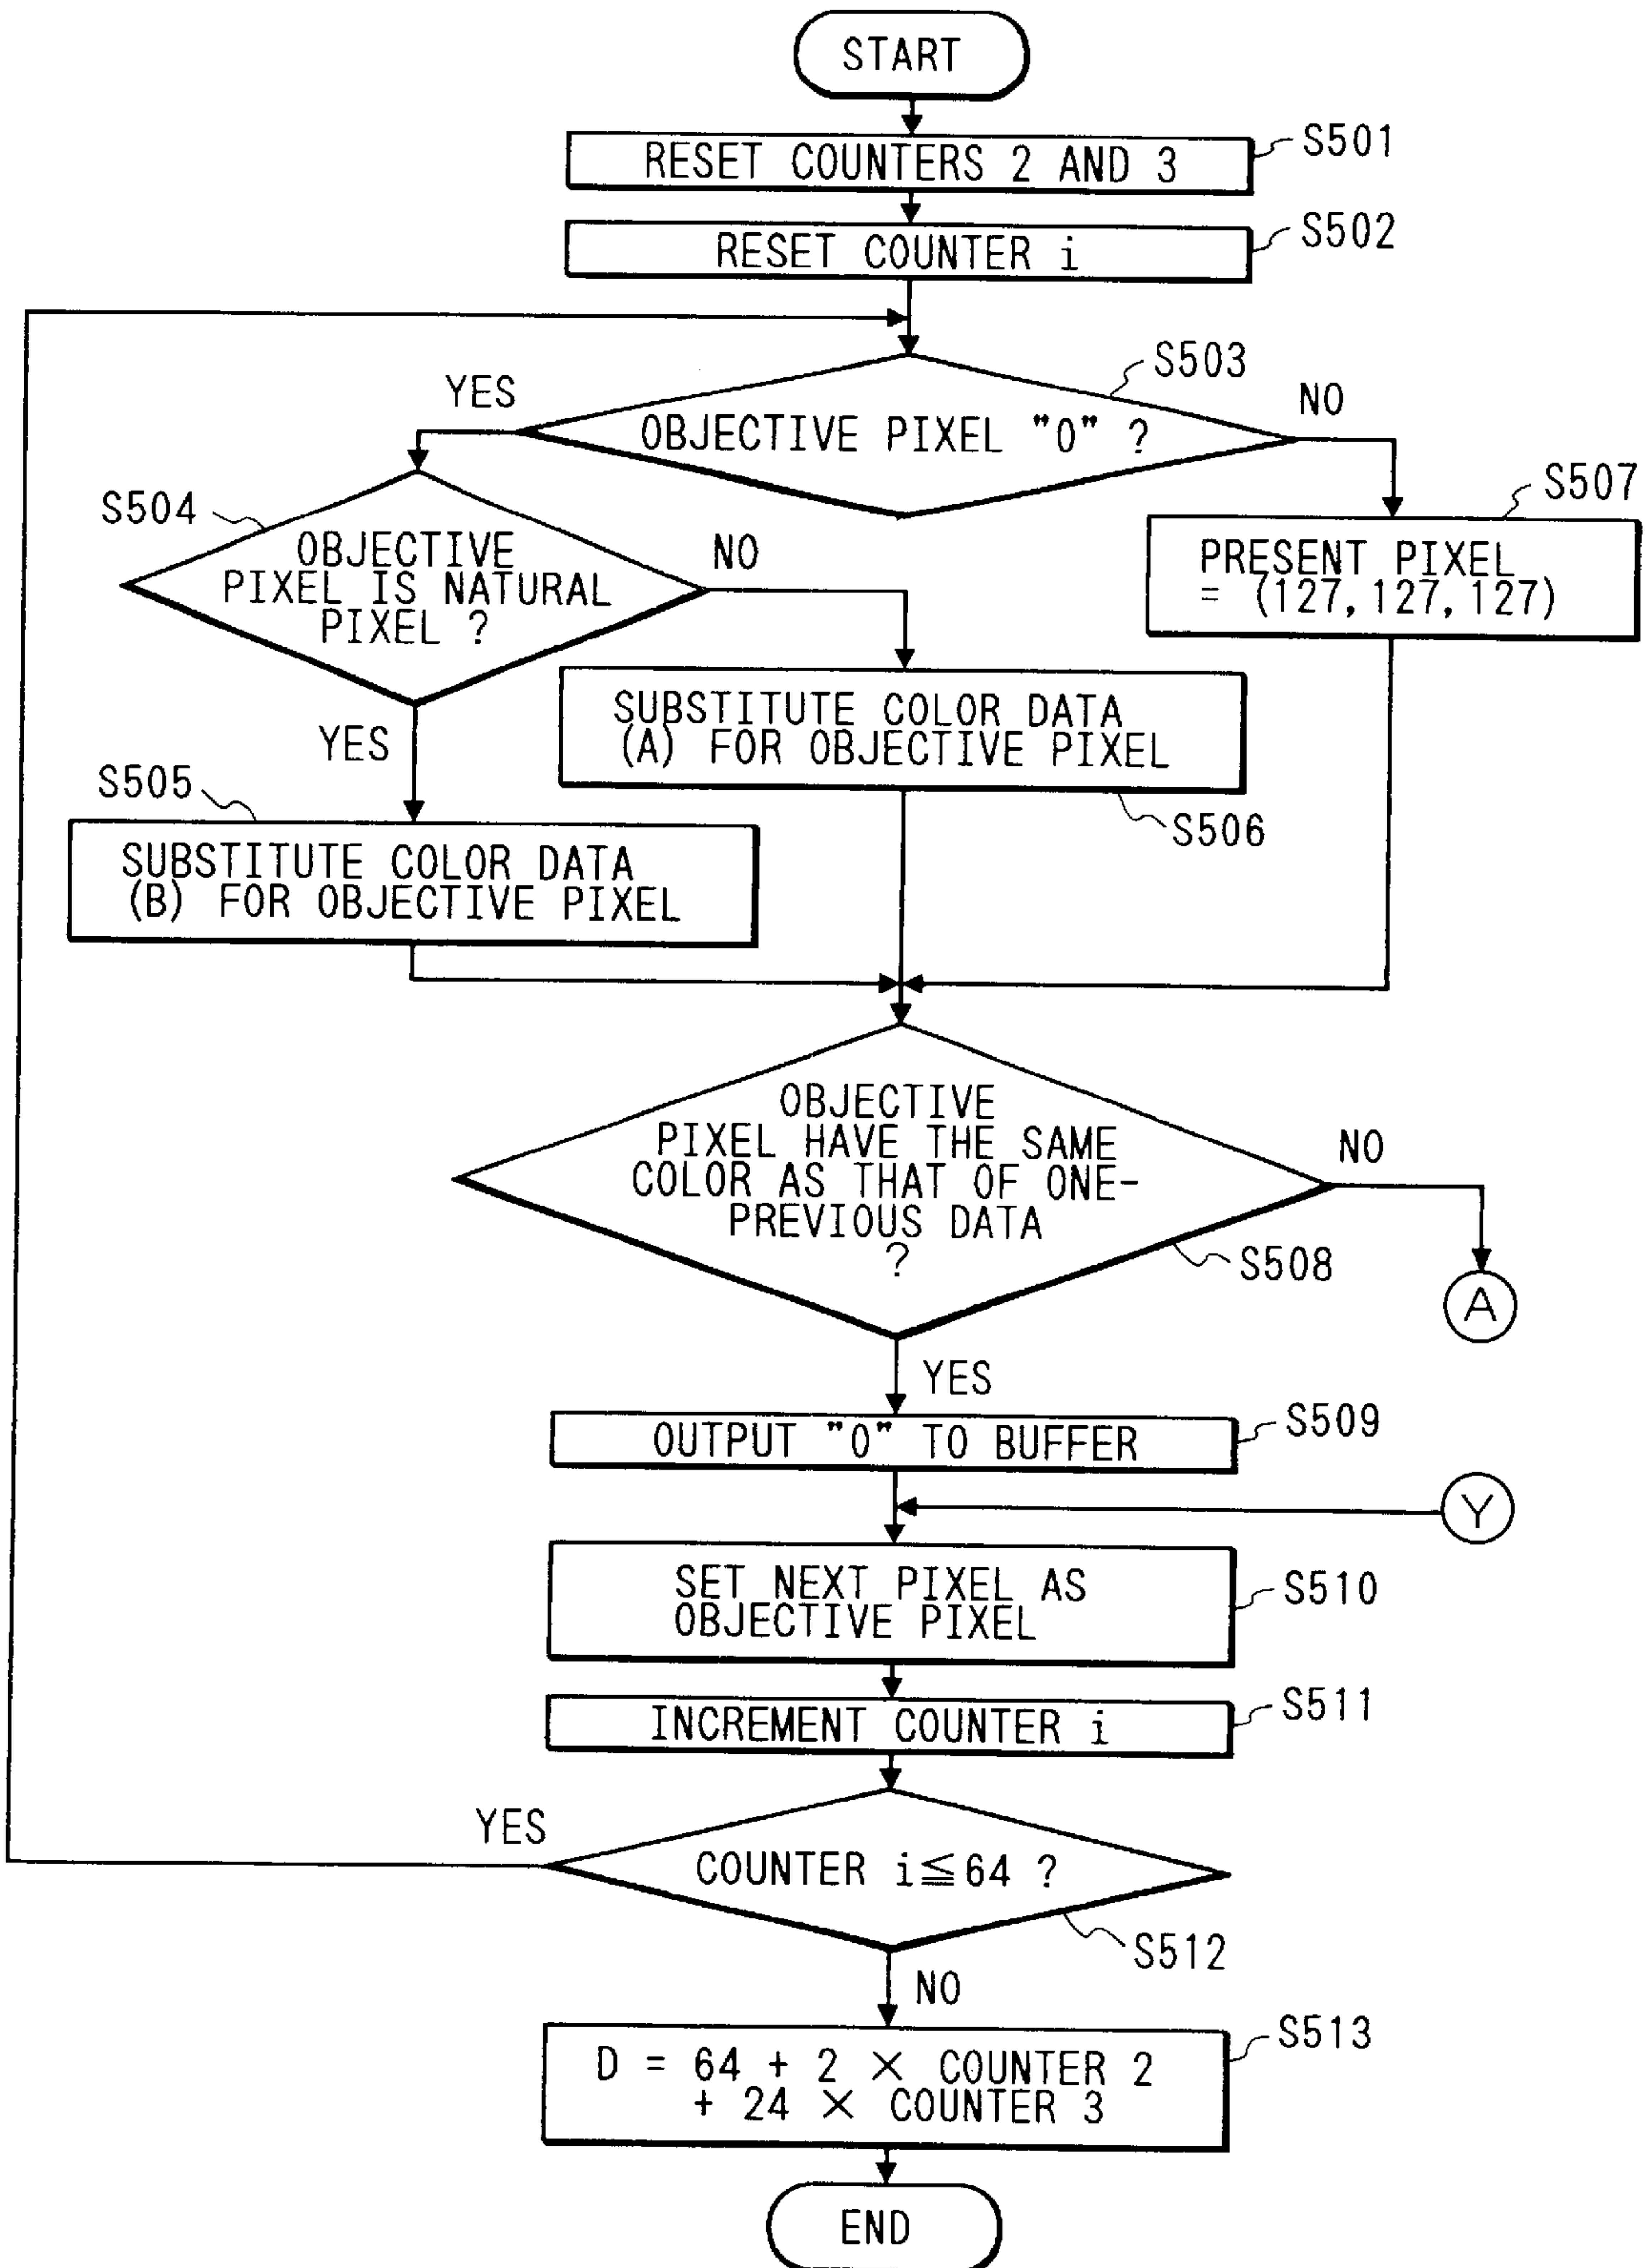 START
RESET COUNTERS 2 AND 3
S501
RESET COUNTER i
S502
S503
YES
NO
OBJECTIVE PIXEL "0" ?
S504
OBJECTIVE
PIXEL IS NATURAL
PIXEL ?
NO
S507
PRESENT PIXEL
= (127, 127, 127)
YES
SUBSTITUTE COLOR DATA
(A) FOR OBJECTIVE PIXEL
S506
S505
SUBSTITUTE COLOR DATA
(B) FOR OBJECTIVE PIXEL
OBJECTIVE
PIXEL HAVE THE SAME
COLOR AS THAT OF ONE-
PREVIOUS DATA
?
NO
S508
A
YES
OUTPUT "0" TO BUFFER
S509
Y
SET NEXT PIXEL AS
OBJECTIVE PIXEL
S510
INCREMENT COUNTER i
S511
YES
COUNTER i≦64 ?
S512
NO
D = 64 + 2 × COUNTER 2
+ 24 × COUNTER 3
S513
END